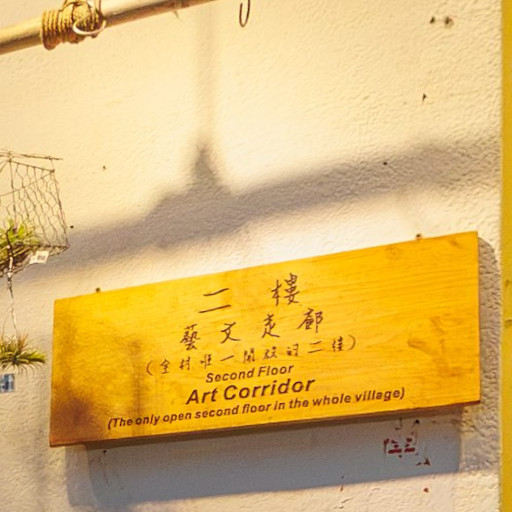 二樓
藝文走廊
(全村唯一開放的二樓)
Second Floor
Art Corridor
(The only open second floor in the whole village)